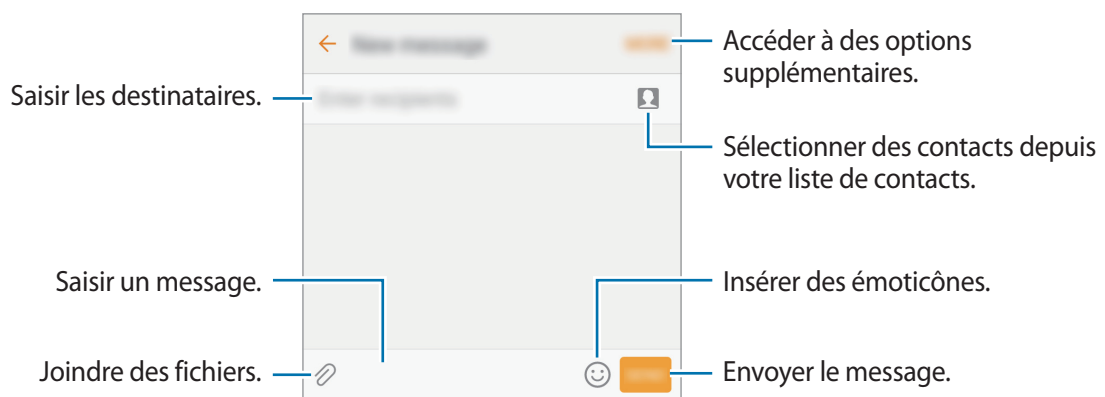 Accéder à des options
supplémentaires.
Saisir les destinataires.
Sélectionner des contacts depuis
votre liste de contacts.
Saisir un message.
Insérer des émoticônes.
Joindre des fichiers.
Envoyer le message.